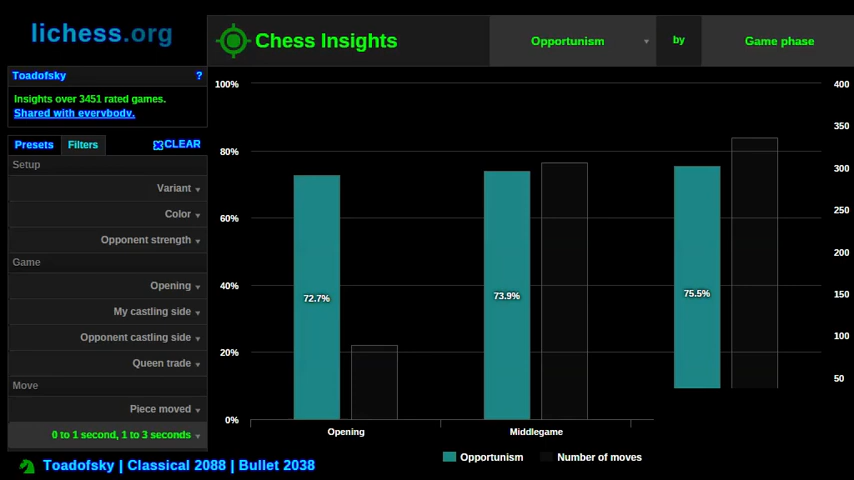 lichess.org
Chess Insights
Opportunism
by
Game phase
Toadofsky ?
Insights over 3451 rated games.
Shared with everybody.
Presets Filters CLEAR
Setup
Variant
Color
Opponent strength
Game
Opening
My castling side
Opponent castling side
Queen trade
Move
Piece moved
0 to 1 second, 1 to 3 seconds
100%
80%
60%
40%
20%
0%
72.7%
73.9%
75.5%
400
350
300
250
200
150
100
50
Opening
Middlegame
Opportunism
Number of moves
Toadofsky | Classical 2088 | Bullet 2038